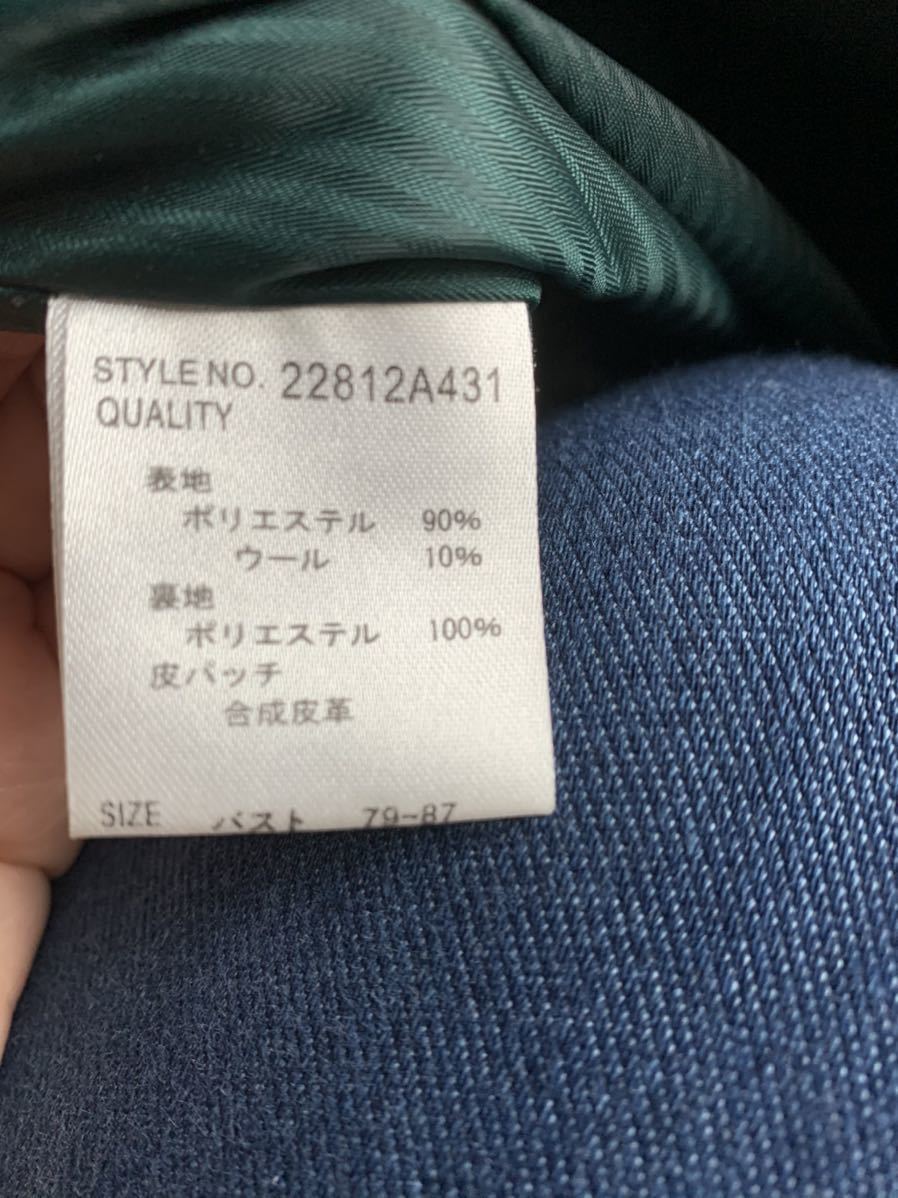 STYLE NO. 22812A431
QUALITY
表地
ポリエステル 90%
ウール 10%
裏地
ポリエステル 100%
皮パッチ
合成皮革
SIZE バスト 79-87